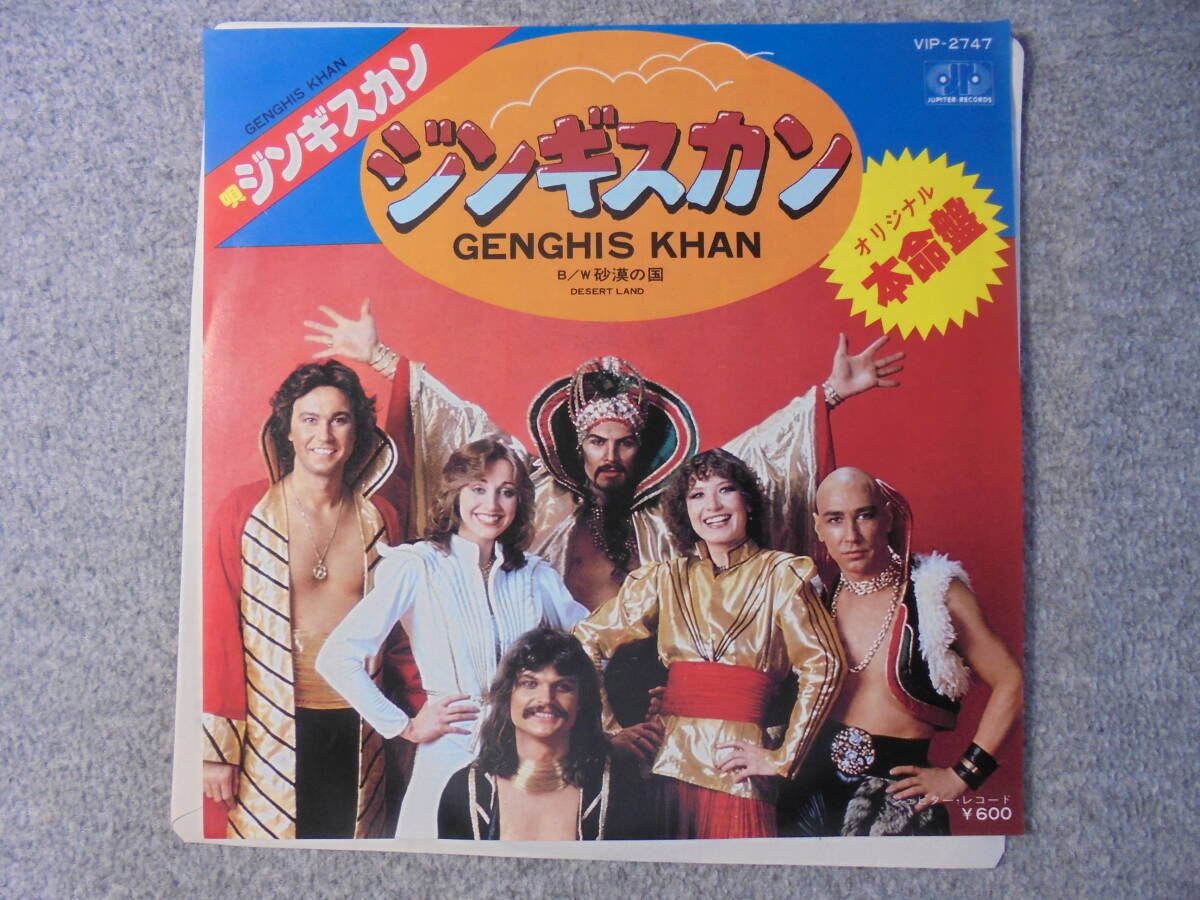 GENGHIS KHAN
唄 ジンギスカン
VIP-2747
JUPITER-RECORDS
ジンギスカン
GENGHIS KHAN
B/W 砂漠の国
DESERT LAND
オリジナル
本命盤
ビクター・レコード
¥600